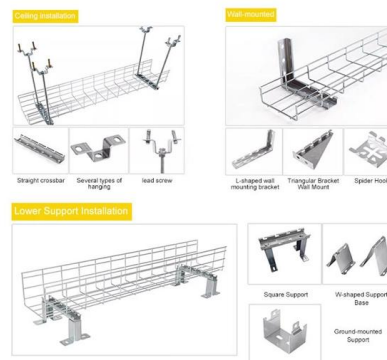 Ceiling installation
Wall-mounted
Straight crossbar
Several types of
hanging
lead screw
L-shaped wall
mounting bracket
Triangular Bracket
Wall Mount
Spider Hook
Lower Support Installation
Square Support
W-shaped Support
Base
Ground-mounted
Support